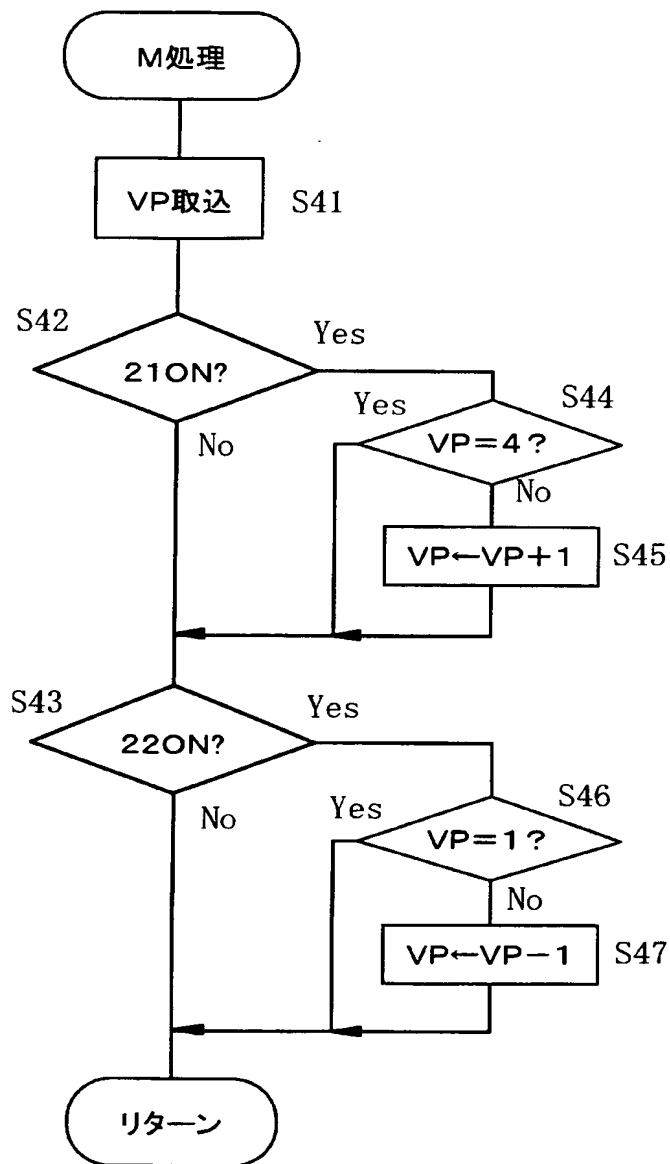 M処理
VP取込
S41
S42
21ON?
Yes
No
S44
Yes
VP=4?
No
VP←VP+1
S45
S43
22ON?
Yes
No
S46
Yes
VP=1?
No
VP←VP-1
S47
リターン